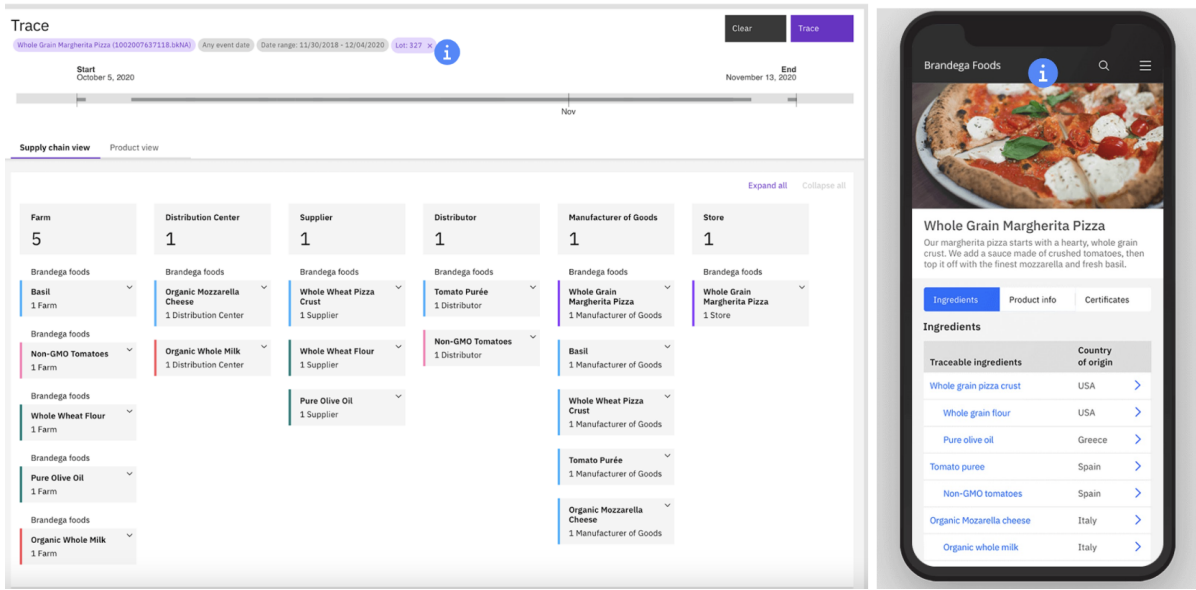 Trace
Clear
Trace
Whole Grain Margherita Pizza (1002007637118.bkNA)
Any event date
Date range: 11/30/2018 - 12/04/2020
Lot: 327 ×
i
Start
October 5, 2020
End
November 13, 2020
Nov
Supply chain view
Product view
Expand all
Collapse all
Farm
5
Brandega foods
Basil
1 Farm
Brandega foods
Non-GMO Tomatoes
1 Farm
Brandega foods
Whole Wheat Flour
1 Farm
Brandega foods
Pure Olive Oil
1 Farm
Brandega foods
Organic Whole Milk
1 Farm
Distribution Center
1
Brandega foods
Organic Mozzarella
Cheese
1 Distribution Center
Organic Whole Milk
1 Distribution Center
Supplier
1
Brandega foods
Whole Wheat Pizza
Crust
1 Supplier
Whole Wheat Flour
1 Supplier
Pure Olive Oil
1 Supplier
Distributor
1
Brandega foods
Tomato Purée
1 Distributor
Non-GMO Tomatoes
1 Distributor
Manufacturer of Goods
1
Brandega foods
Whole Grain
Margherita Pizza
1 Manufacturer of Goods
Basil
1 Manufacturer of Goods
Whole Wheat Pizza
Crust
1 Manufacturer of Goods
Tomato Purée
1 Manufacturer of Goods
Organic Mozzarella
Cheese
1 Manufacturer of Goods
Store
1
Brandega foods
Whole Grain
Margherita Pizza
1 Store
Brandega Foods
i
Whole Grain Margherita Pizza
Our margherita pizza starts with a hearty, whole grain
crust. We add a sauce made of crushed tomatoes, then
top it off with the finest mozzarella and fresh basil.
Ingredients
Product info
Certificates
Ingredients
Traceable ingredients
Country
of origin
Whole grain pizza crust USA
Whole grain flour USA
Pure olive oil Greece
Tomato puree Spain
Non-GMO tomatoes Spain
Organic Mozarella cheese Italy
Organic whole milk Italy